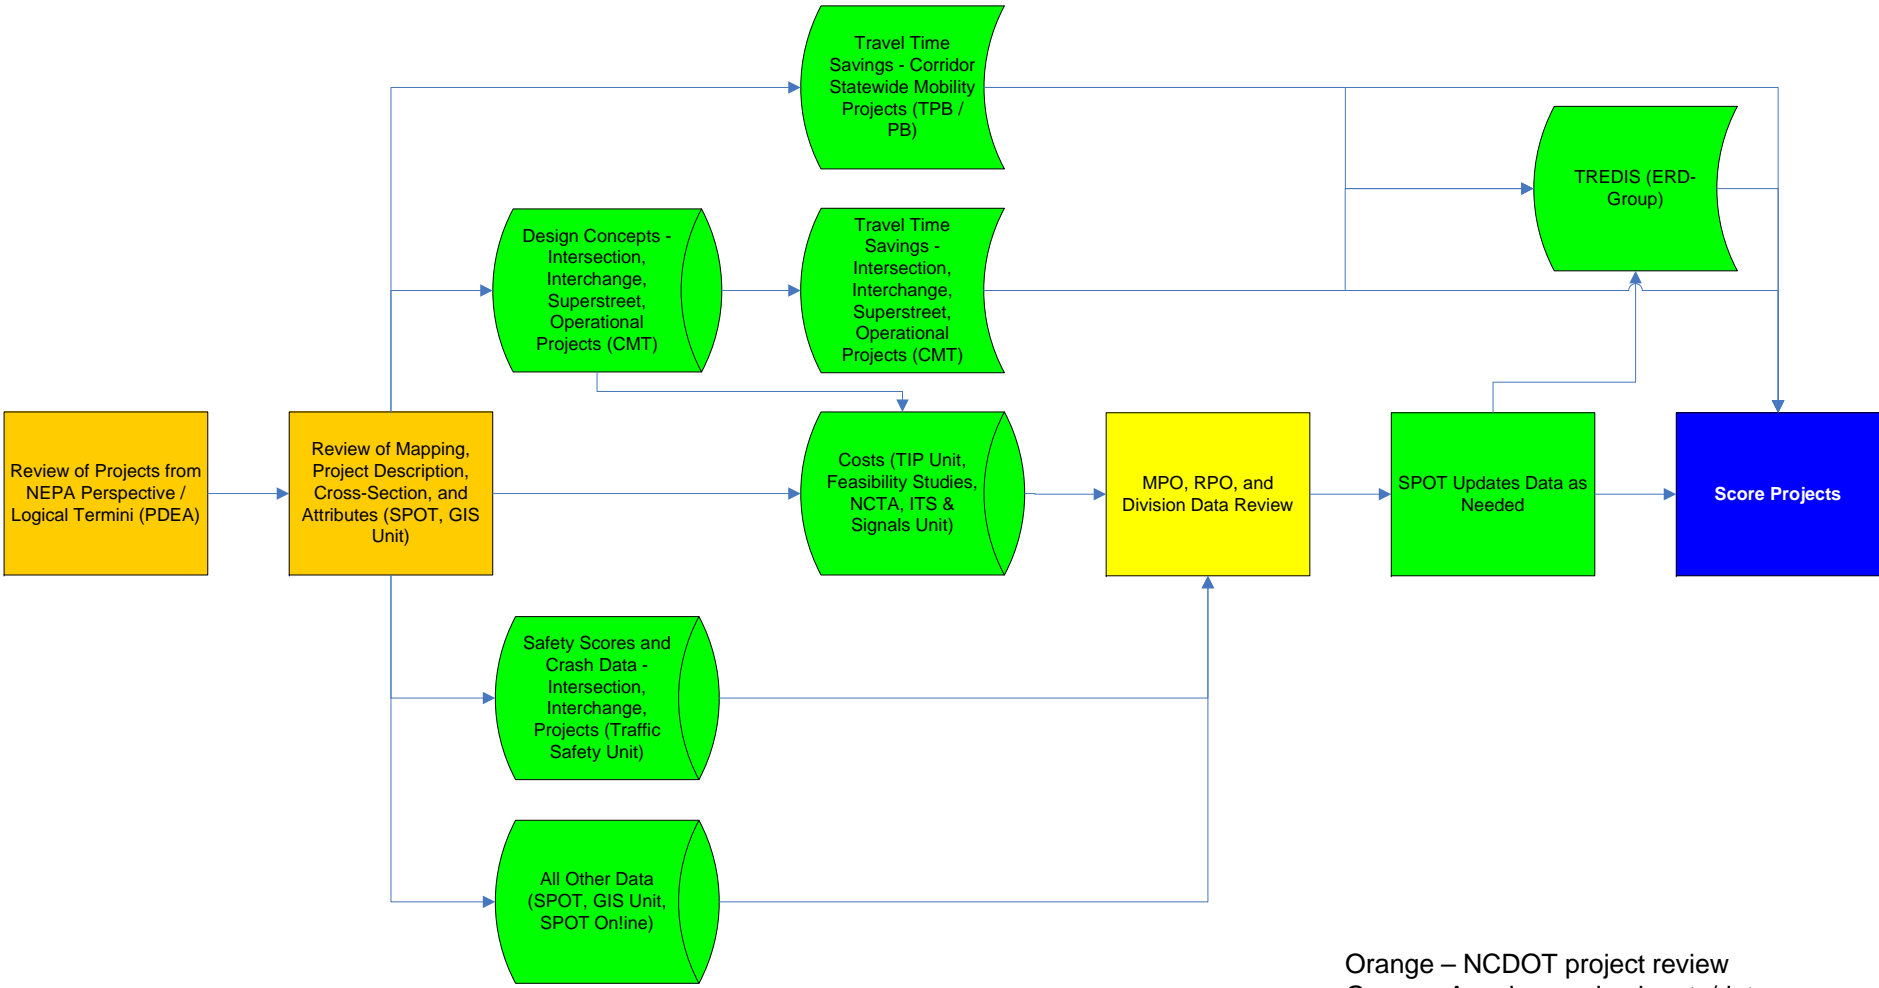 Travel Time
Savings - Corridor
Statewide Mobility
Projects (TPB /
PB)
TREDIS (ERD-
Group)
Design Concepts -
Intersection,
Interchange,
Superstreet,
Operational
Projects (CMT)
Travel Time
Savings -
Intersection,
Interchange,
Superstreet,
Operational
Projects (CMT)
Review of Projects from
NEPA Perspective /
Logical Termini (PDEA)
Review of Mapping,
Project Description,
Cross-Section, and
Attributes (SPOT, GIS
Unit)
Costs (TIP Unit,
Feasibility Studies,
NCTA, ITS &
Signals Unit)
MPO, RPO, and
Division Data Review
SPOT Updates Data as
Needed
Score Projects
Safety Scores and
Crash Data -
Intersection,
Interchange,
Projects (Traffic
Safety Unit)
All Other Data
(SPOT, GIS Unit,
SPOT On!ine)
Orange – NCDOT project review